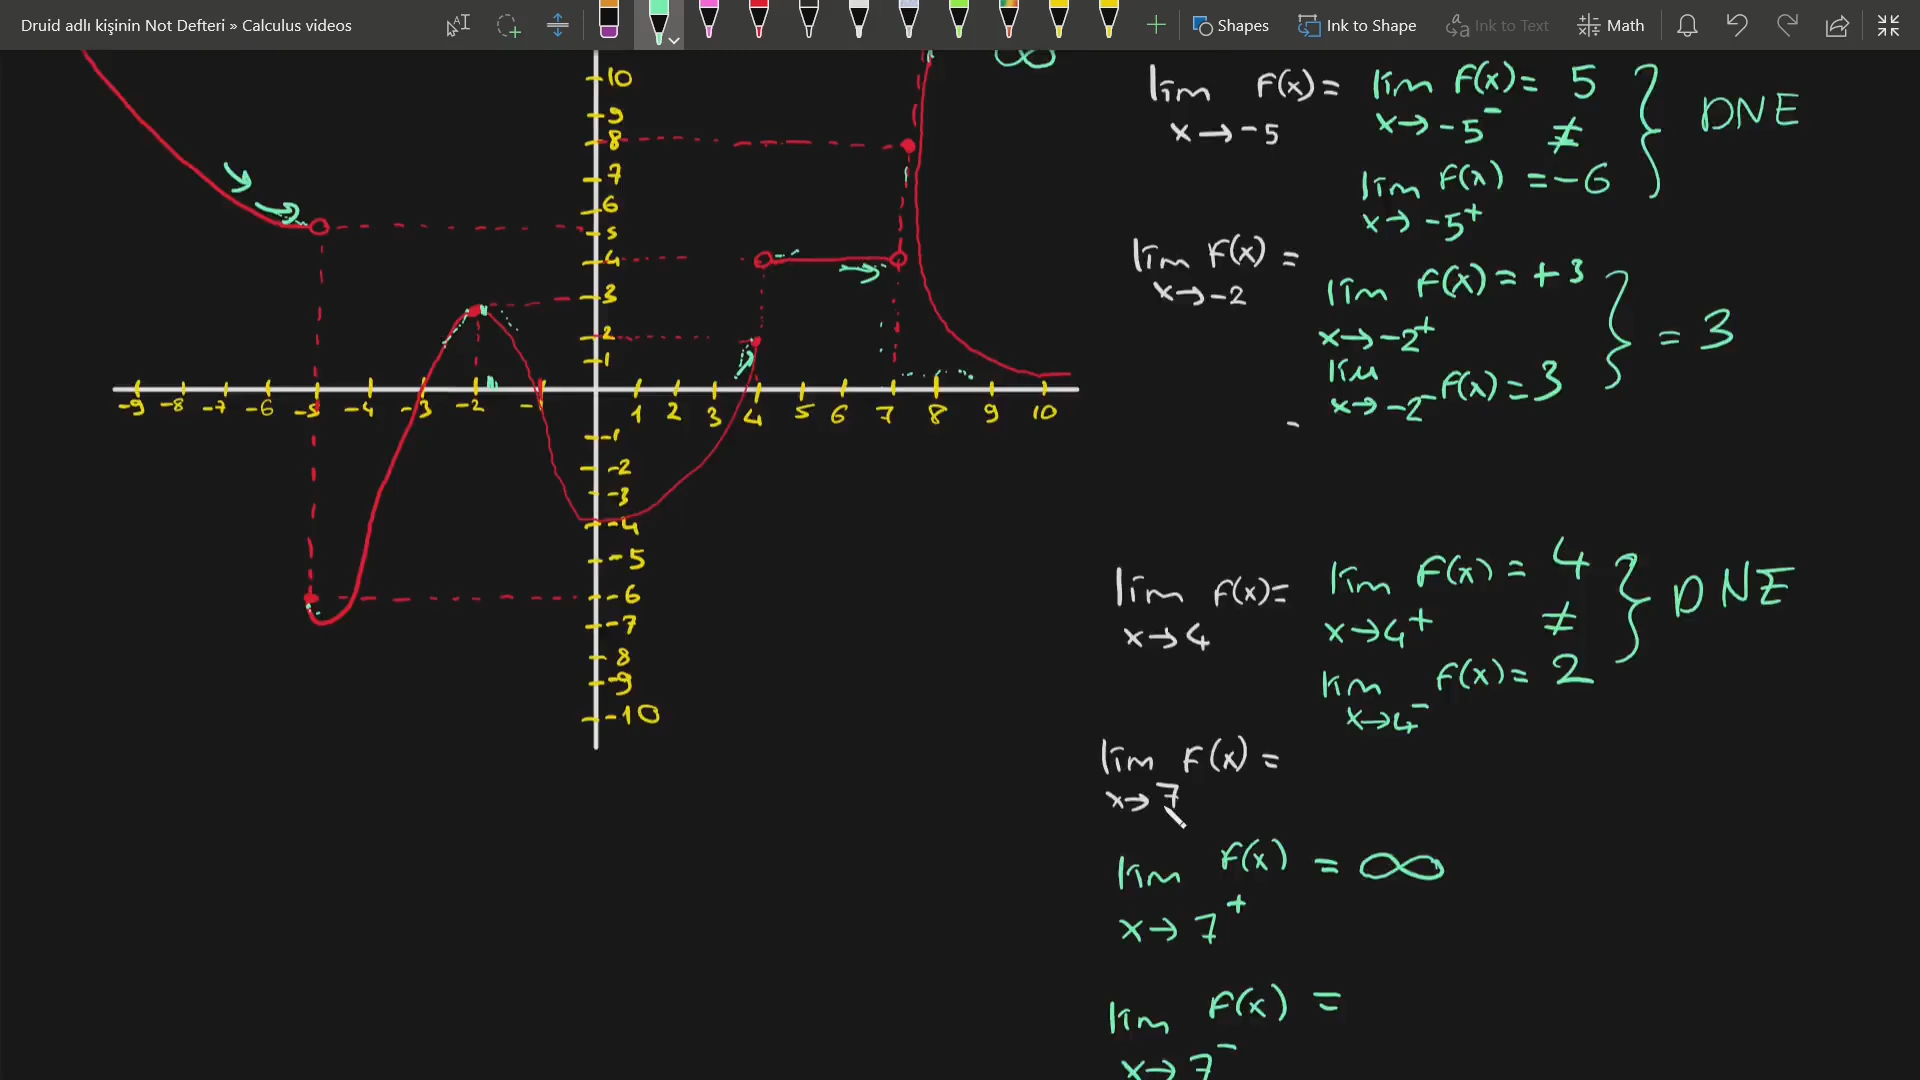 Druid adlı kişinin Not Defteri » Calculus videos
Shapes
Ink to Shape
Ink to Text
Math
10
9
8
7
6
5
4
3
2
1
-9 -8 -7 -6 -5 -4 -3 -2 - 1 2 3 4 5 6 7 8 9 10
-1
-2
-3
-4
-5
-6
-7
8
-9
-10
∞
lim F(x) = lim F(x) = 5 } DNE
x → -5 x → -5⁻ ≠
lim F(x) = -6
x → -5⁺
lim F(x) =
x → -2
lim F(x) = +3
x → -2⁺ } = 3
lim
x → -2⁻ F(x) = 3
-
lim F(x) = lim F(x) = 4 } DNE
x → 4 x → 4⁺ ≠
lim F(x) = 2
x → 4⁻
lim F(x) =
x → 7
lim F(x) = ∞
x → 7⁺
lim F(x) =
x → 7⁻